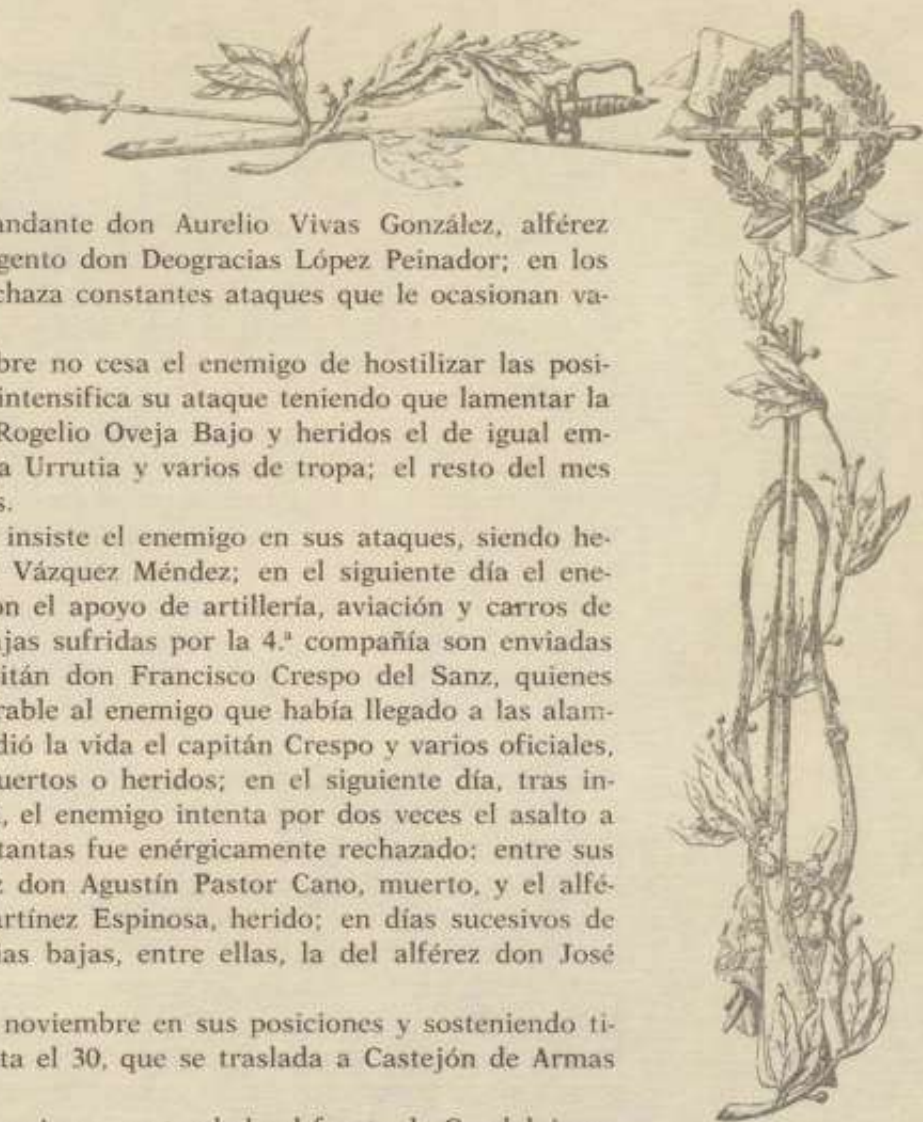 andante don Aurelio Vivas González, alférez
gento don Deogracias López Peinador; en los
chaza constantes ataques que le ocasionan va-
bre no cesa el enemigo de hostilizar las posi-
intensifica su ataque teniendo que lamentar la
Rogelio Oveja Bajo y heridos el de igual em-
a Urrutia y varios de tropa; el resto del mes
s.
insiste el enemigo en sus ataques, siendo he-
Vázquez Méndez; en el siguiente día el ene-
on el apoyo de artillería, aviación y carros de
ajas sufridas por la 4.ª compañía son enviadas
pitán don Francisco Crespo del Sanz, quienes
rable al enemigo que había llegado a las alam-
dió la vida el capitán Crespo y varios oficiales,
uertos o heridos; en el siguiente día, tras in-
, el enemigo intenta por dos veces el asalto a
tantas fue enérgicamente rechazado: entre sus
z don Agustín Pastor Cano, muerto, y el alfé-
artínez Espinosa, herido; en días sucesivos de
ias bajas, entre ellas, la del alférez don José
noviembre en sus posiciones y sosteniendo ti-
ta el 30, que se traslada a Castejón de Armas